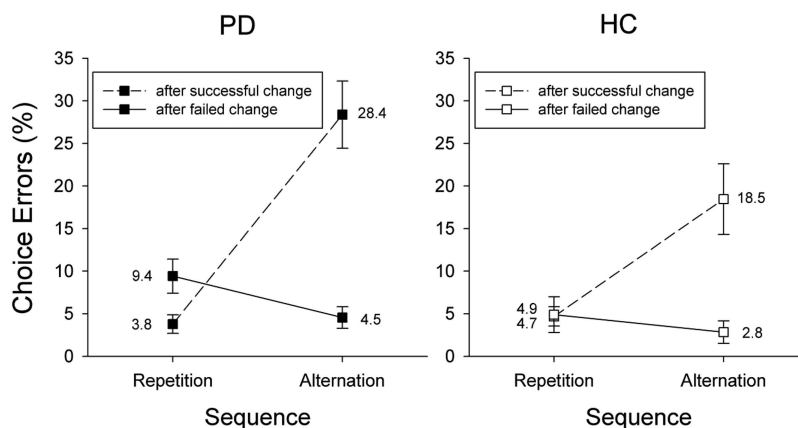 PD
HC
Choice Errors (%)
35
30
25
20
15
10
5
0
after successful change
after failed change
28.4
9.4
3.8
4.5
Repetition
Alternation
Sequence
35
30
25
20
15
10
5
0
after successful change
after failed change
18.5
4.9
4.7
2.8
Repetition
Alternation
Sequence